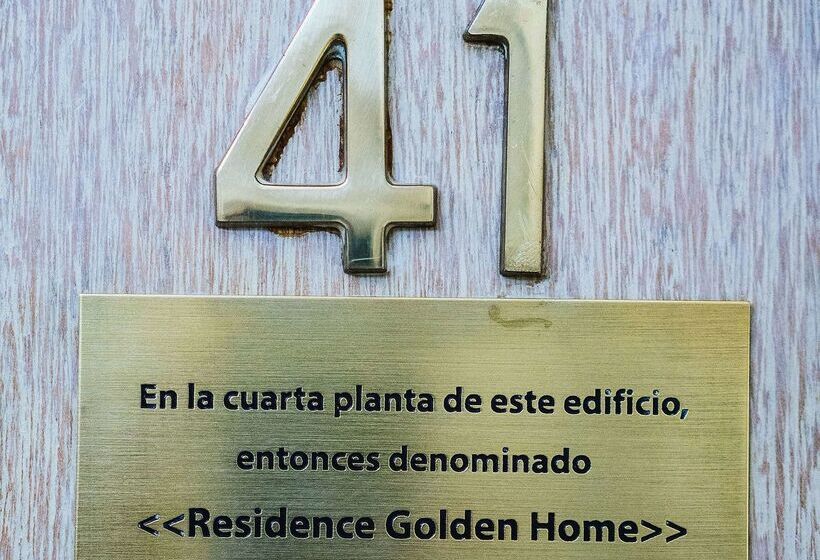 41
En la cuarta planta de este edificio,
entonces denominado
<<Residence Golden Home>>